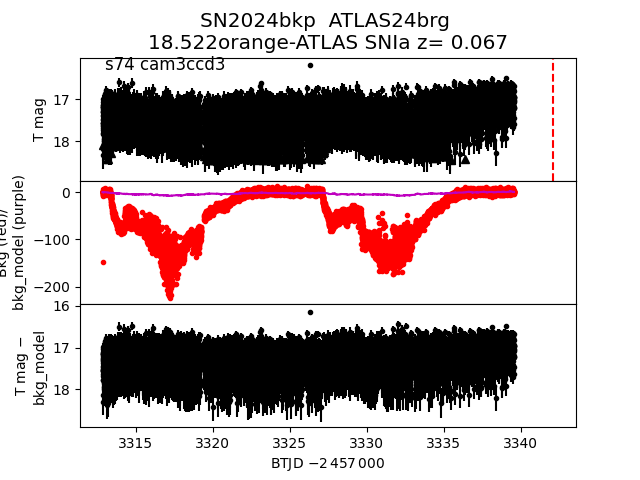 SN2024bkp ATLAS24brg
18.522orange-ATLAS SNIa z= 0.067
s74 cam3ccd3
T mag
17
18
Bkg (red)/
bkg_model (purple)
0
−100
−200
T mag −
bkg_model
16
17
18
3315 3320 3325 3330 3335 3340
BTJD −2 457 000